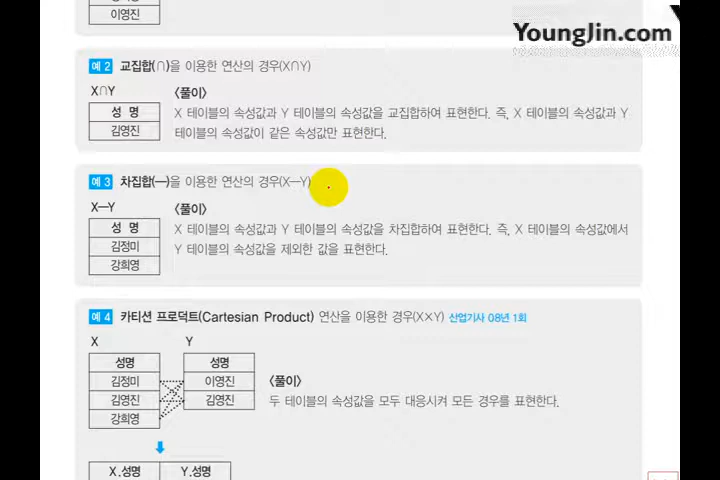 이영진
YoungJin.com
예 2 교집합(∩)을 이용한 연산의 경우(X∩Y)
X∩Y 〈풀이〉
성 명
김영진
X 테이블의 속성값과 Y 테이블의 속성값을 교집합하여 표현한다. 즉, X 테이블의 속성값과 Y
테이블의 속성값이 같은 속성값만 표현한다.
예 3 차집합(−)을 이용한 연산의 경우(X−Y)
X−Y 〈풀이〉
성 명
김정미
강희영
X 테이블의 속성값과 Y 테이블의 속성값을 차집합하여 표현한다. 즉, X 테이블의 속성값에서
Y 테이블의 속성값을 제외한 값을 표현한다.
예 4 카티션 프로덕트(Cartesian Product) 연산을 이용한 경우(X×Y) 산업기사 08년 1회
X Y
성명 성명
김정미 이영진
김영진 김영진
강희영
〈풀이〉
두 테이블의 속성값을 모두 대응시켜 모든 경우를 표현한다.
X.성명 Y.성명